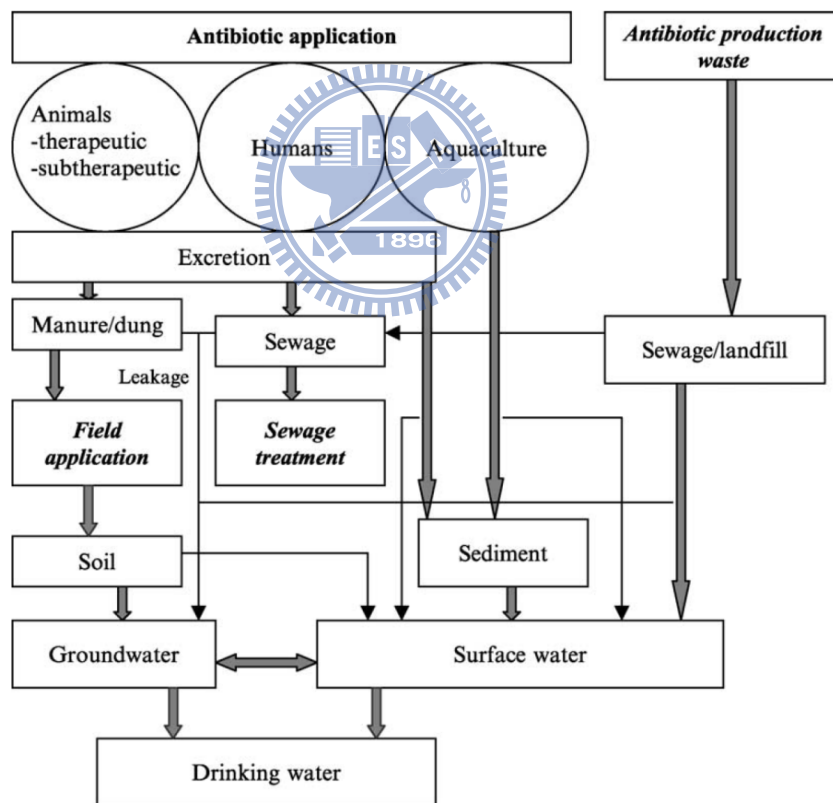 Antibiotic application
Antibiotic production
waste
Animals
-therapeutic
-subtherapeutic
Humans
Aquaculture
E S
1896
Excretion
Manure/dung
Sewage
Sewage/landfill
Leakage
Field
application
Sewage
treatment
Soil
Sediment
Groundwater
Surface water
Drinking water